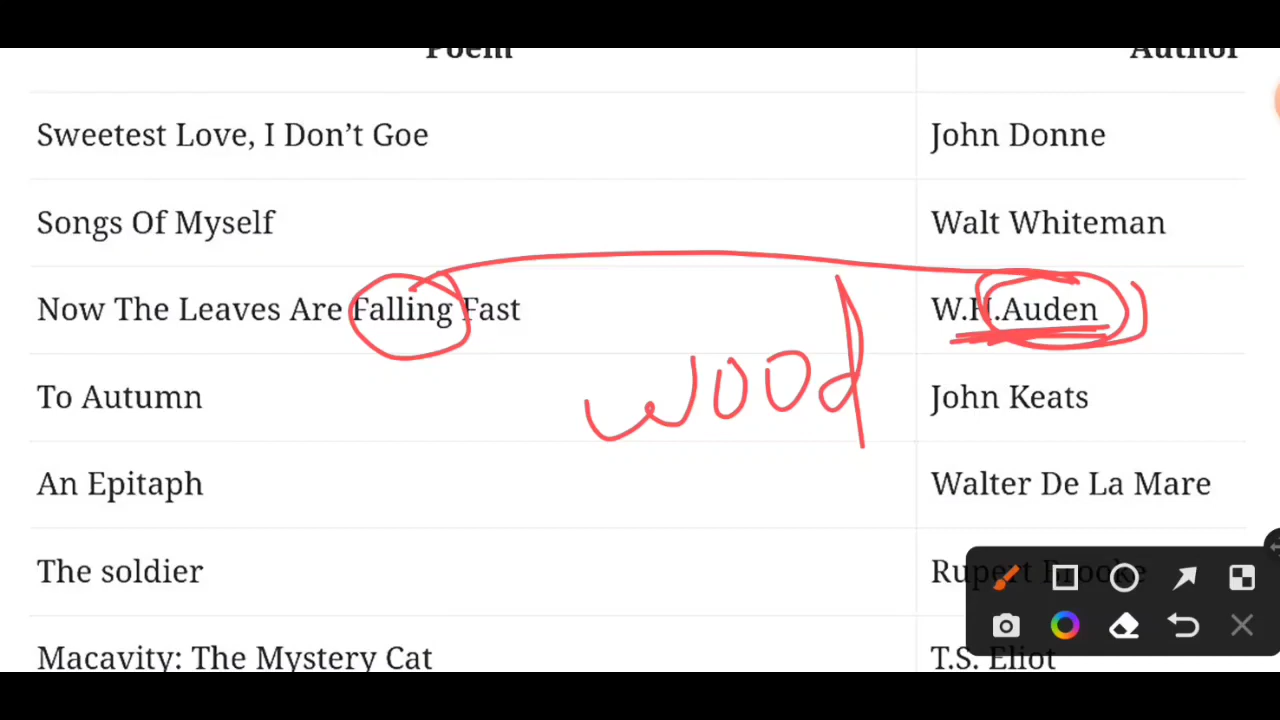 Poem Author
Sweetest Love, I Don’t Goe John Donne
Songs Of Myself Walt Whiteman
Now The Leaves Are Falling Fast W.H.Auden
wood
To Autumn John Keats
An Epitaph Walter De La Mare
The soldier Rupert Brooke
Macavity: The Mystery Cat T.S. Eliot